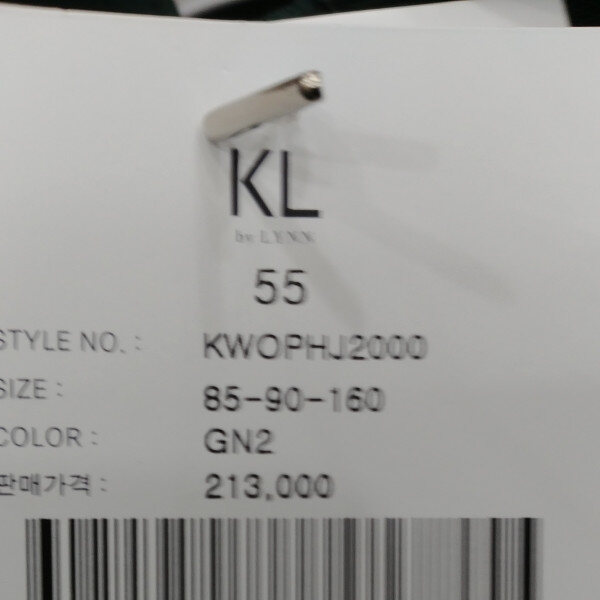 KL
by LYNN
55
STYLE NO. : KWOPHJ2000
SIZE : 85-90-160
COLOR : GN2
판매가격 : 213,000